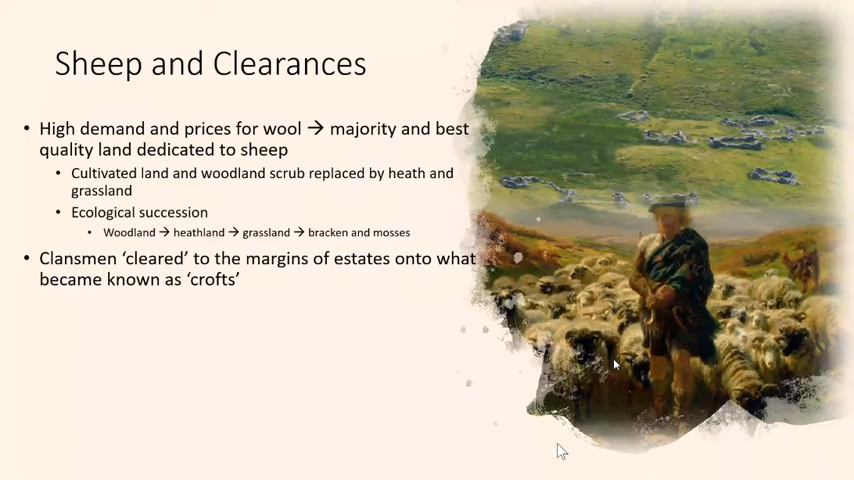 Sheep and Clearances
• High demand and prices for wool → majority and best
quality land dedicated to sheep
• Cultivated land and woodland scrub replaced by heath and
grassland
• Ecological succession
• Woodland → heathland → grassland → bracken and mosses
• Clansmen ‘cleared’ to the margins of estates onto what
became known as ‘crofts’